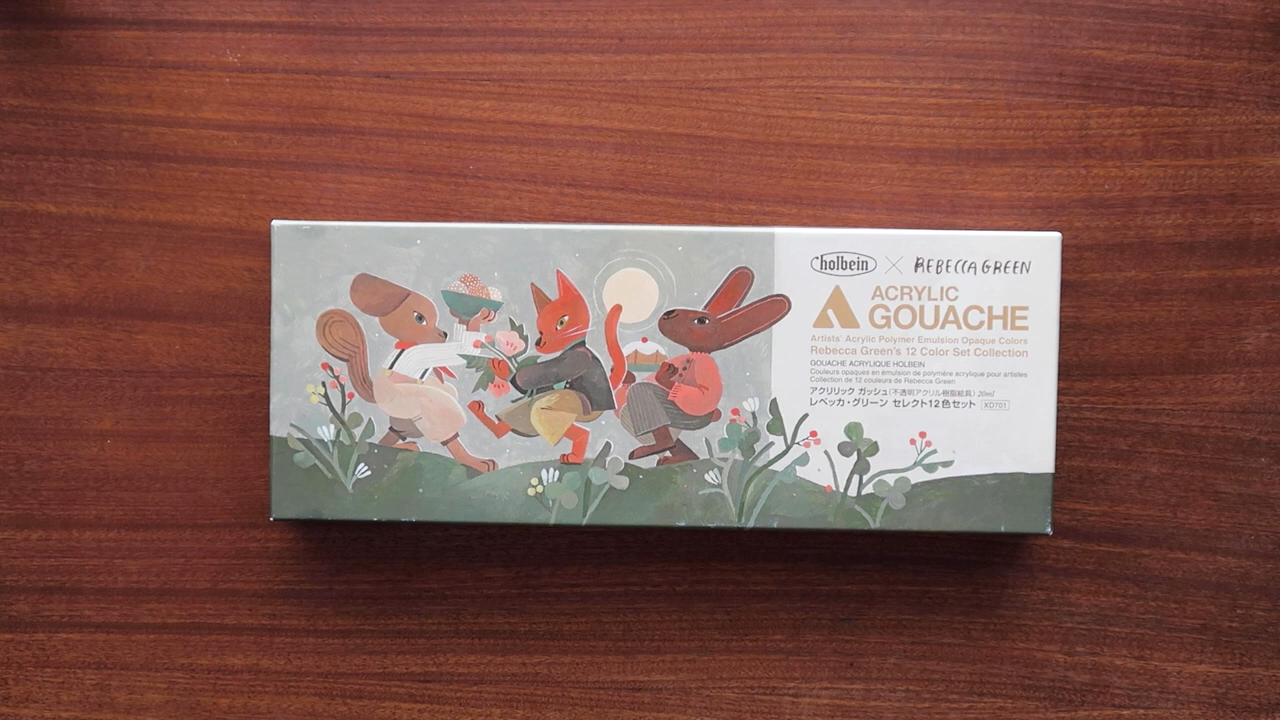 holbein × REBECCA GREEN
ACRYLIC
GOUACHE
Artists' Acrylic Polymer Emulsion Opaque Colors
Rebecca Green's 12 Color Set Collection
GOUACHE ACRYLIQUE HOLBEIN
Couleurs opaques en émulsion de polymère acrylique pour artistes
Collection de 12 couleurs de Rebecca Green
アクリリック ガッシュ(不透明アクリル樹脂絵具) 20ml
レベッカ・グリーン セレクト12色セット XD701